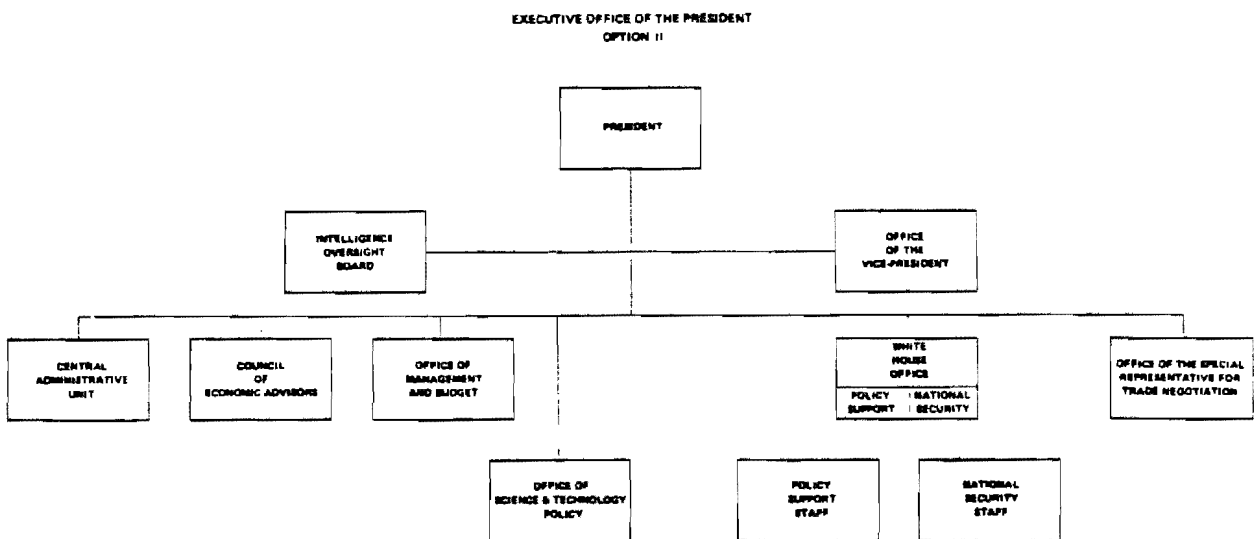 EXECUTIVE OFFICE OF THE PRESIDENT
OPTION II
PRESIDENT
INTELLIGENCE
OVERSIGHT
BOARD
OFFICE
OF THE
VICE-PRESIDENT
CENTRAL
ADMINISTRATIVE
UNIT
COUNCIL
OF
ECONOMIC ADVISORS
OFFICE OF
MANAGEMENT
AND BUDGET
WHITE
HOUSE
OFFICE
POLICY
SUPPORT
NATIONAL
SECURITY
OFFICE OF THE SPECIAL
REPRESENTATIVE FOR
TRADE NEGOTIATION
OFFICE OF
SCIENCE & TECHNOLOGY
POLICY
POLICY
SUPPORT
STAFF
NATIONAL
SECURITY
STAFF